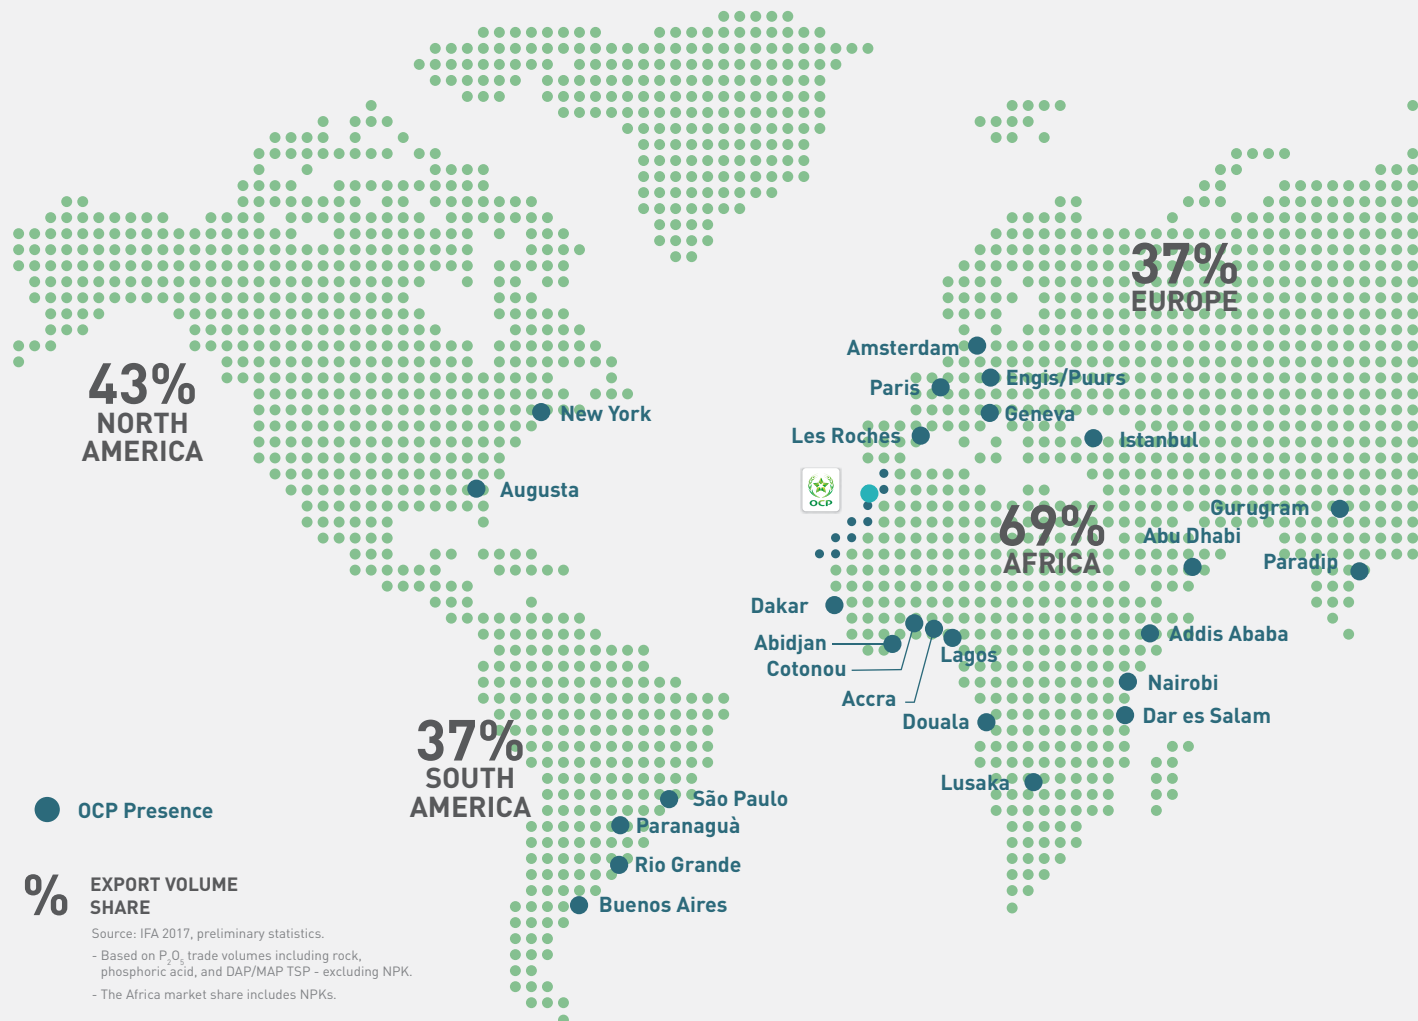 37%
EUROPE
Amsterdam
Engis/Puurs
Paris
43%
NORTH
AMERICA
New York
Geneva
Les Roches
Istanbul
Augusta
OCP
69%
AFRICA
Gurugram
Abu Dhabi
Paradip
Dakar
Abidjan
Cotonou
Accra
Lagos
Addis Ababa
Nairobi
Douala
Dar es Salam
Lusaka
37%
SOUTH
AMERICA
São Paulo
Paranaguà
Rio Grande
Buenos Aires
OCP Presence
% EXPORT VOLUME
SHARE
Source: IFA 2017, preliminary statistics.
- Based on P2O5 trade volumes including rock,
phosphoric acid, and DAP/MAP TSP - excluding NPK.
- The Africa market share includes NPKs.